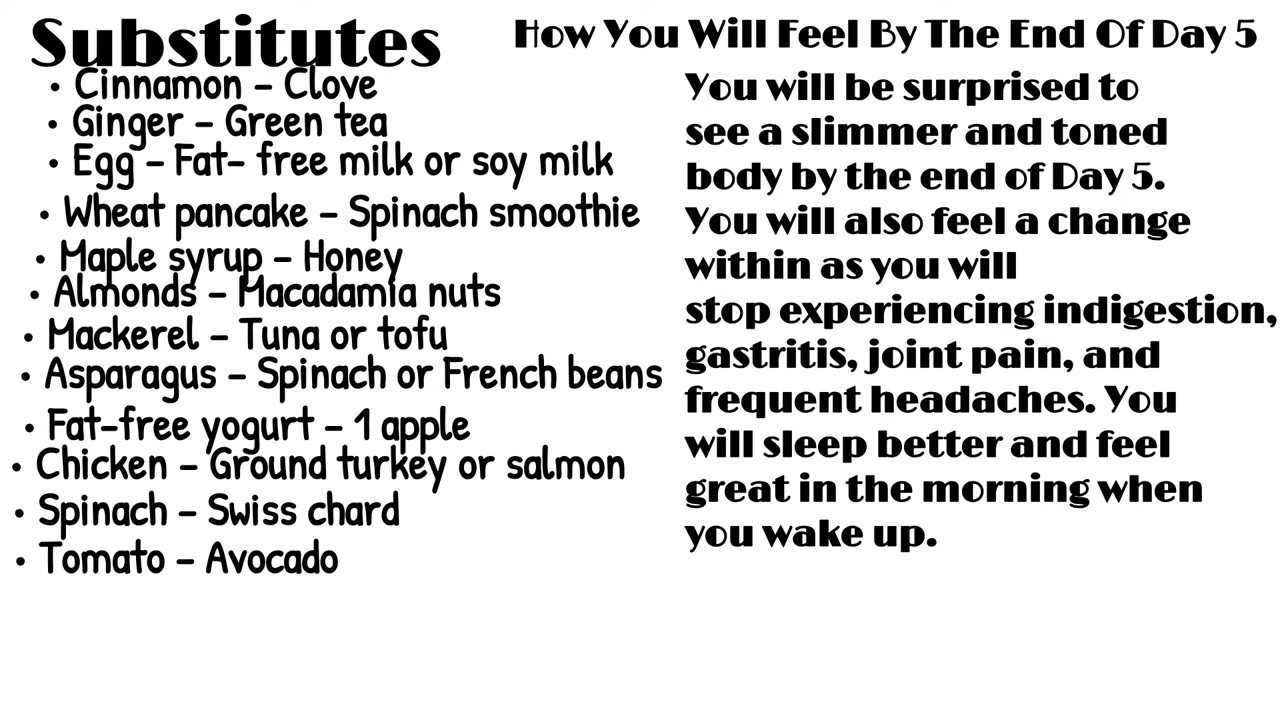 Substitutes
• Cinnamon – Clove
• Ginger – Green tea
• Egg – Fat- free milk or soy milk
• Wheat pancake – Spinach smoothie
• Maple syrup – Honey
• Almonds – Macadamia nuts
• Mackerel – Tuna or tofu
• Asparagus – Spinach or French beans
• Fat-free yogurt – 1 apple
• Chicken – Ground turkey or salmon
• Spinach – Swiss chard
• Tomato – Avocado
How You Will Feel By The End Of Day 5
You will be surprised to
see a slimmer and toned
body by the end of Day 5.
You will also feel a change
within as you will
stop experiencing indigestion,
gastritis, joint pain, and
frequent headaches. You
will sleep better and feel
great in the morning when
you wake up.